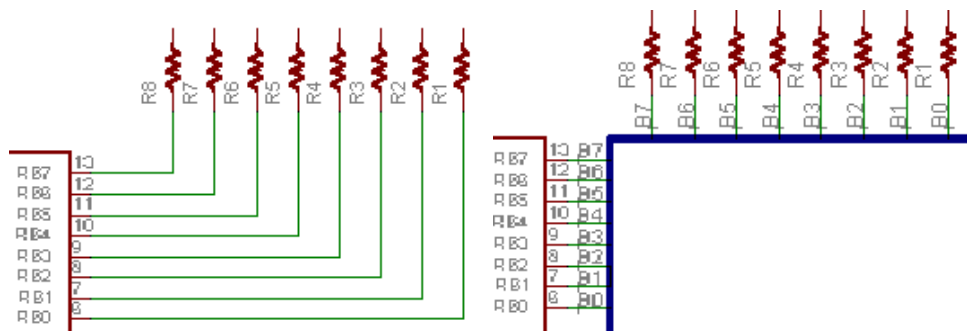 R8 R7 R6 R5 R4 R3 R2 R1
RB7 13
RB6 12
RB5 11
RB4 10
RB3 9
RB2 8
RB1 7
RB0 6
R8 R7 R6 R5 R4 R3 R2 R1
B7 B6 B5 B4 B3 B2 B1 B0
RB7 13 B7
RB6 12 B6
RB5 11 B5
RB4 10 B4
RB3 9 B3
RB2 8 B2
RB1 7 B1
RB0 6 B0